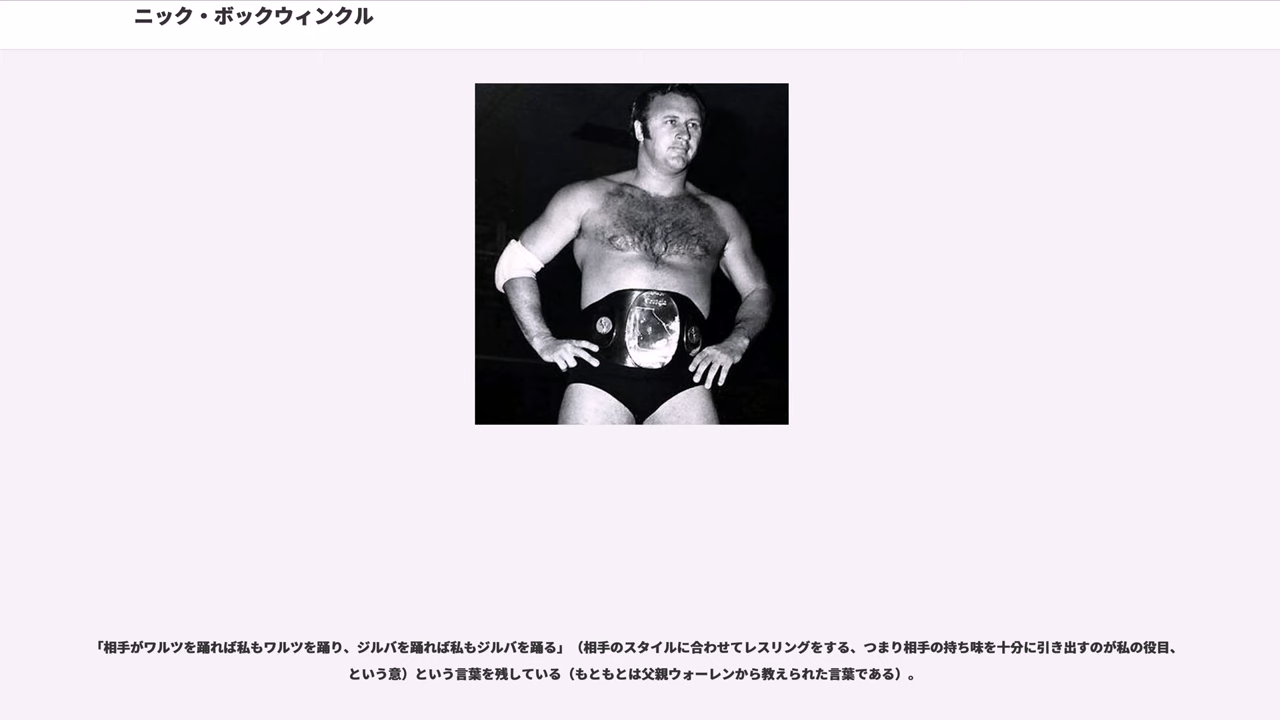 ニック・ボックウィンクル
「相手がワルツを踊れば私もワルツを踊り、ジルバを踊れば私もジルバを踊る」（相手のスタイルに合わせてレスリングをする、つまり相手の持ち味を十分に引き出すのが私の役目、
という意）という言葉を残している（もともとは父親ウォーレンから教えられた言葉である）。